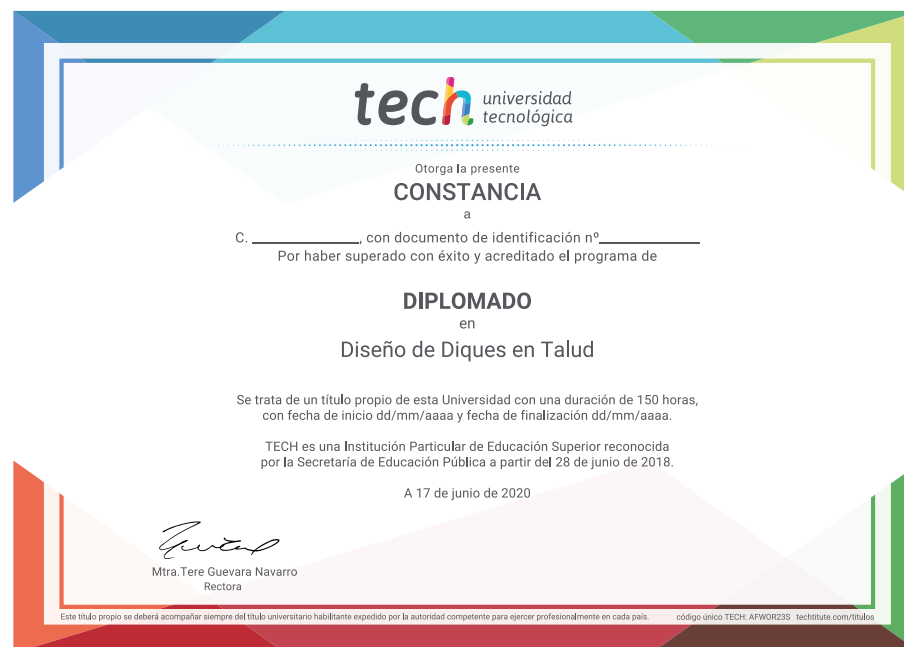 tech universidad
tecnológica
Otorga la presente
CONSTANCIA
a
C. ______________, con documento de identificación nº______________
Por haber superado con éxito y acreditado el programa de
DIPLOMADO
en
Diseño de Diques en Talud
Se trata de un título propio de esta Universidad con una duración de 150 horas,
con fecha de inicio dd/mm/aaaa y fecha de finalización dd/mm/aaaa.
TECH es una Institución Particular de Educación Superior reconocida
por la Secretaría de Educación Pública a partir del 28 de junio de 2018.
A 17 de junio de 2020
Mtra.Tere Guevara Navarro
Rectora
Este título propio se deberá acompañar siempre del título universitario habilitante expedido por la autoridad competente para ejercer profesionalmente en cada país. código único TECH: AFWOR23S techtitute.com/titulos